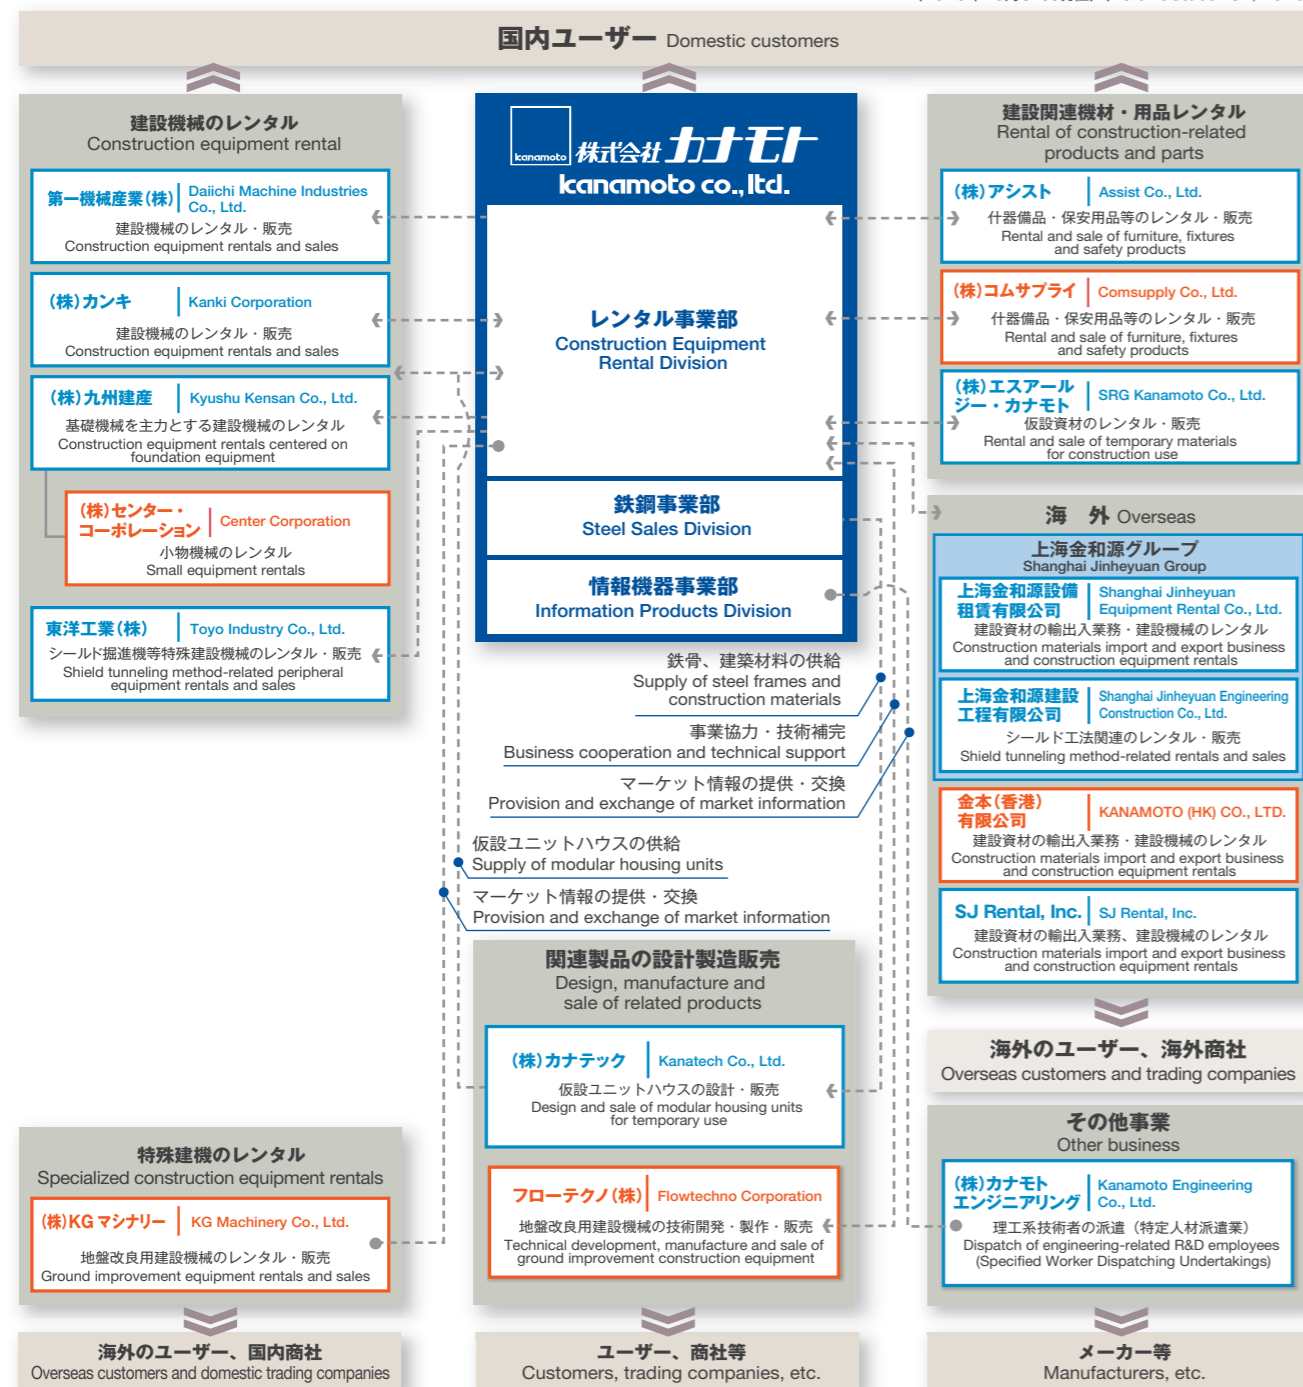 国内ユーザー Domestic customers
建設機械のレンタル
Construction equipment rental
第一機械産業(株)
Daiichi Machine Industries
Co., Ltd.
建設機械のレンタル・販売
Construction equipment rentals and sales
(株)カンキ
Kanki Corporation
建設機械のレンタル・販売
Construction equipment rentals and sales
(株)九州建産
Kyushu Kensan Co., Ltd.
基礎機械を主力とする建設機械のレンタル
Construction equipment rentals centered on
foundation equipment
(株)センター・
コーポレーション
Center Corporation
小物機械のレンタル
Small equipment rentals
東洋工業(株)
Toyo Industry Co., Ltd.
シールド掘進機等特殊建設機械のレンタル・販売
Shield tunneling method-related peripheral
equipment rentals and sales
kanamoto
株式会社カナモト
kanamoto co.,ltd.
レンタル事業部
Construction Equipment
Rental Division
鉄鋼事業部
Steel Sales Division
情報機器事業部
Information Products Division
建設関連機材・用品レンタル
Rental of construction-related
products and parts
(株)アシスト
Assist Co., Ltd.
什器備品・保安用品等のレンタル・販売
Rental and sale of furniture, fixtures
and safety products
(株)コムサプライ
Comsupply Co., Ltd.
什器備品・保安用品等のレンタル・販売
Rental and sale of furniture, fixtures
and safety products
(株)エスアール
ジー・カナモト
SRG Kanamoto Co., Ltd.
仮設資材のレンタル・販売
Rental and sale of temporary materials
for construction use
海 外 Overseas
上海金和源グループ
Shanghai Jinheyuan Group
上海金和源設備
租賃有限公司
Shanghai Jinheyuan
Equipment Rental Co., Ltd.
建設資材の輸出入業務・建設機械のレンタル
Construction materials import and export business
and construction equipment rentals
上海金和源建設
工程有限公司
Shanghai Jinheyuan Engineering
Construction Co., Ltd.
シールド工法関連のレンタル・販売
Shield tunneling method-related rentals and sales
金本(香港)
有限公司
KANAMOTO (HK) CO., LTD.
建設資材の輸出入業務・建設機械のレンタル
Construction materials import and export business
and construction equipment rentals
SJ Rental, Inc.
SJ Rental, Inc.
建設資材の輸出入業務、建設機械のレンタル
Construction materials import and export business
and construction equipment rentals
海外のユーザー、海外商社
Overseas customers and trading companies
鉄骨、建築材料の供給
Supply of steel frames and
construction materials
事業協力・技術補完
Business cooperation and technical support
マーケット情報の提供・交換
Provision and exchange of market information
仮設ユニットハウスの供給
Supply of modular housing units
マーケット情報の提供・交換
Provision and exchange of market information
関連製品の設計製造販売
Design, manufacture and
sale of related products
(株)カナテック
Kanatech Co., Ltd.
仮設ユニットハウスの設計・販売
Design and sale of modular housing units
for temporary use
フローテクノ(株)
Flowtechno Corporation
地盤改良用建設機械の技術開発・製作・販売
Technical development, manufacture and sale of
ground improvement construction equipment
特殊建機のレンタル
Specialized construction equipment rentals
(株)KG マシナリー
KG Machinery Co., Ltd.
地盤改良用建設機械のレンタル・販売
Ground improvement equipment rentals and sales
その他事業
Other business
(株)カナモト
エンジニアリング
Kanamoto Engineering
Co., Ltd.
理工系技術者の派遣(特定人材派遣業)
Dispatch of engineering-related R&D employees
(Specified Worker Dispatching Undertakings)
海外のユーザー、国内商社
Overseas customers and domestic trading companies
ユーザー、商社等
Customers, trading companies, etc.
メーカー等
Manufacturers, etc.